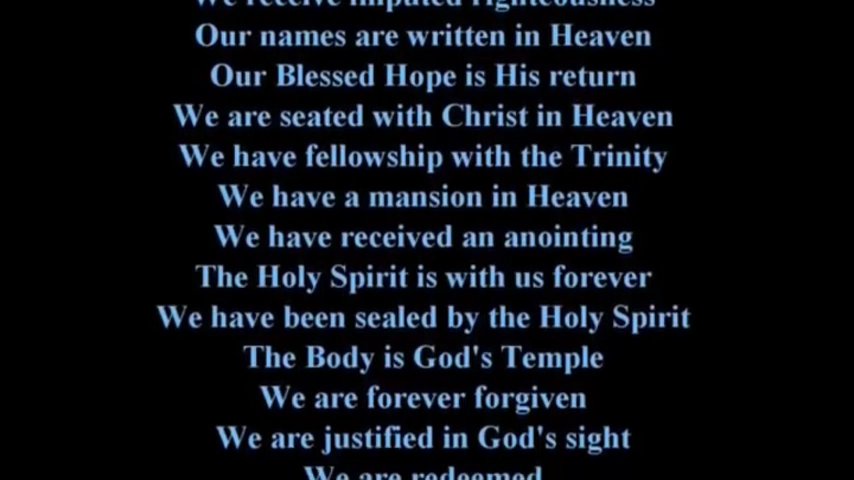 We receive imputed righteousness
Our names are written in Heaven
Our Blessed Hope is His return
We are seated with Christ in Heaven
We have fellowship with the Trinity
We have a mansion in Heaven
We have received an anointing
The Holy Spirit is with us forever
We have been sealed by the Holy Spirit
The Body is God's Temple
We are forever forgiven
We are justified in God's sight
We are redeemed